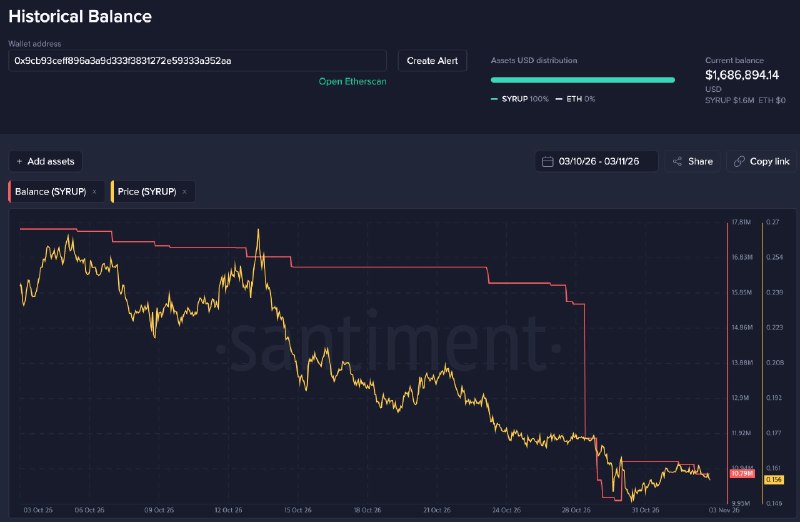 Historical Balance
Wallet address
0x9cb93ceff896a3a9d333f3831272e59333a352aa
Create Alert
Open Etherscan
Assets USD distribution
SYRUP 100% ETH 0%
Current balance
$1,686,894.14
USD
SYRUP $1.6M ETH $0
+ Add assets
03/10/26 - 03/11/26
Share
Copy link
Balance (SYRUP) ×
Price (SYRUP) ×
·santiment·
17.81M 0.27
16.83M 0.254
15.85M 0.239
14.86M 0.223
13.88M 0.208
12.9M 0.192
11.92M 0.177
10.94M 0.161
10.79M
0.156
9.95M 0.146
03 Oct 26 06 Oct 26 09 Oct 26 12 Oct 26 15 Oct 26 18 Oct 26 21 Oct 26 24 Oct 26 28 Oct 26 31 Oct 26 03 Nov 26